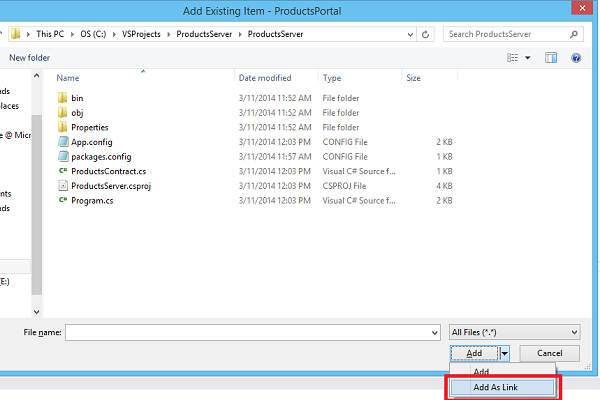 Add Existing Item - ProductsPortal
This PC OS (C:) VSProjects ProductsServer ProductsServer Search ProductsServer
New folder
Name Date modified Type Size
bin 3/11/2014 11:52 AM File folder
obj 3/11/2014 11:52 AM File folder
Properties 3/11/2014 11:52 AM File folder
App.config 3/11/2014 12:03 PM CONFIG File 2 KB
packages.config 3/11/2014 11:57 AM CONFIG File 1 KB
ProductsContract.cs 3/11/2014 12:03 PM Visual C# Source f... 1 KB
ProductsServer.csproj 3/11/2014 12:03 PM CSPROJ File 4 KB
Program.cs 3/11/2014 12:03 PM Visual C# Source f... 2 KB
nds
laces
e @ Micr
nts
nds
(E:)
File name: All Files (*.*)
Add Cancel
Add
Add As Link